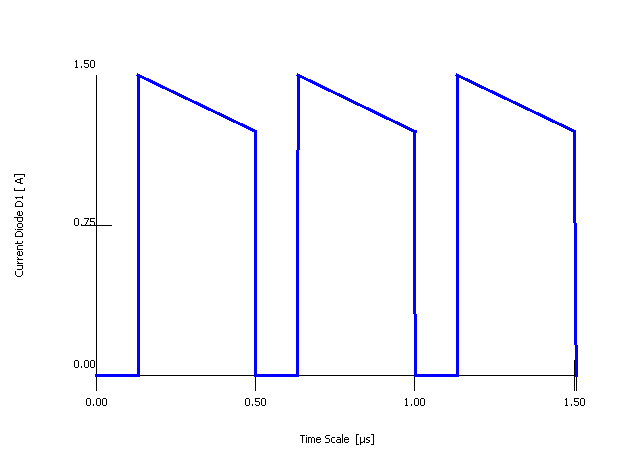 1.50
Current Diode D1 [ A]
0.75
0.00
0.00 0.50 1.00 1.50
Time Scale [µs]